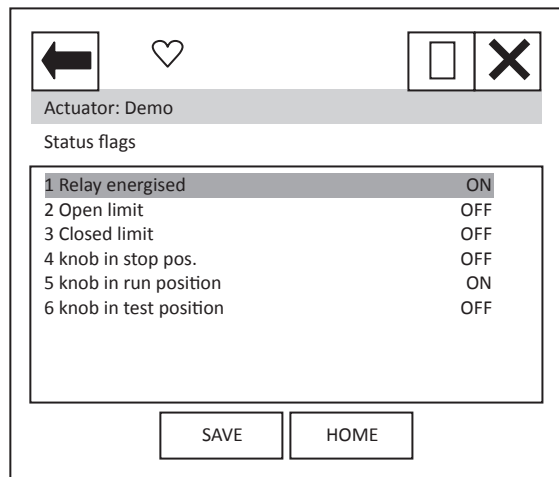 Actuator: Demo
Status flags
1 Relay energised ON
2 Open limit OFF
3 Closed limit OFF
4 knob in stop pos. OFF
5 knob in run position ON
6 knob in test position OFF
SAVE HOME